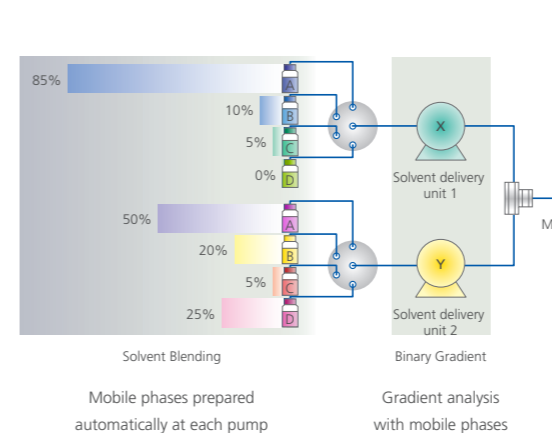 85%
A
10%
B
5%
C
0%
D
X
Solvent delivery
unit 1
50%
A
20%
B
5%
C
25%
D
Y
Solvent delivery
unit 2
M
Solvent Blending
Binary Gradient
Mobile phases prepared
automatically at each pump
Gradient analysis
with mobile phases